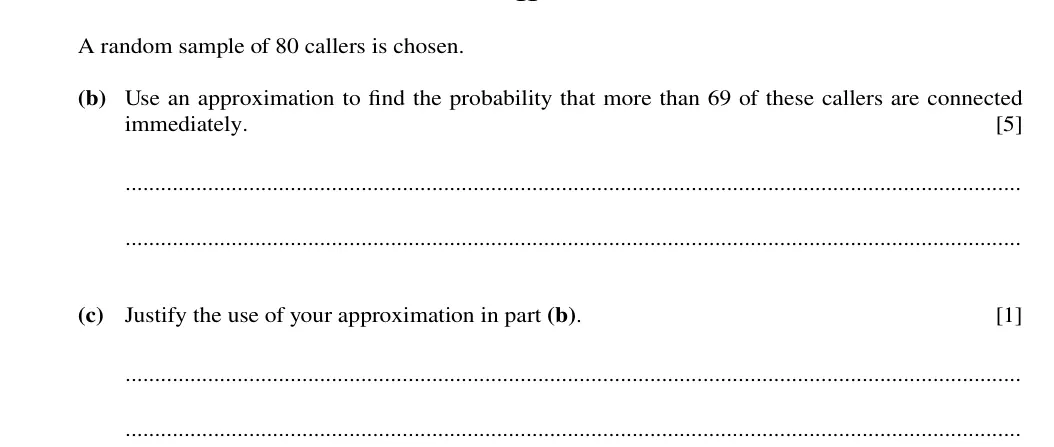 A random sample of 80 callers is chosen.
(b) Use an approximation to find the probability that more than 69 of these callers are connected
immediately. [5]
................................................................................................................................................................
................................................................................................................................................................
(c) Justify the use of your approximation in part (b). [1]
................................................................................................................................................................
................................................................................................................................................................